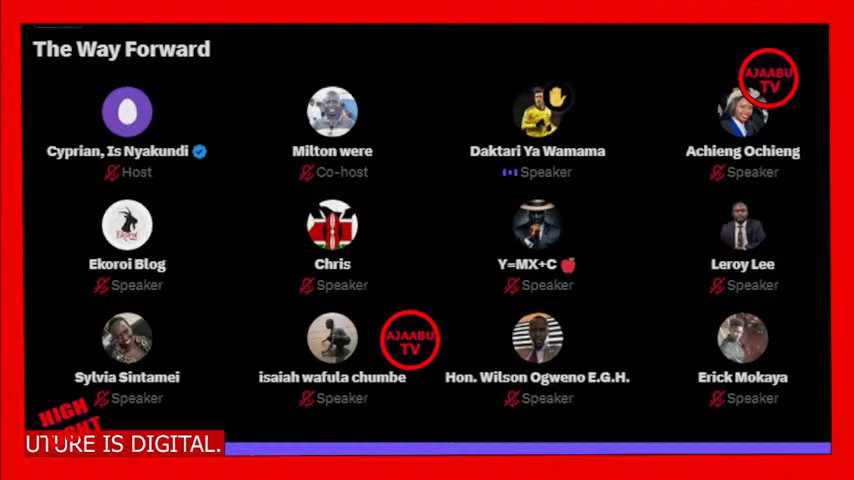 The Way Forward
AJAABU
TV
Cyprian, Is Nyakundi
Host
Milton were
Co-host
Daktari Ya Wamama
Speaker
Achieng Ochieng
Speaker
Ekoroi Blog
Speaker
Chris
Speaker
Y=MX+C
Speaker
Leroy Lee
Speaker
Sylvia Sintamei
Speaker
isaiah wafula chumbe
Speaker
AJAABU
TV
Hon. Wilson Ogweno E.G.H.
Speaker
Erick Mokaya
Speaker
HIGH
UTURE IS DIGITAL.